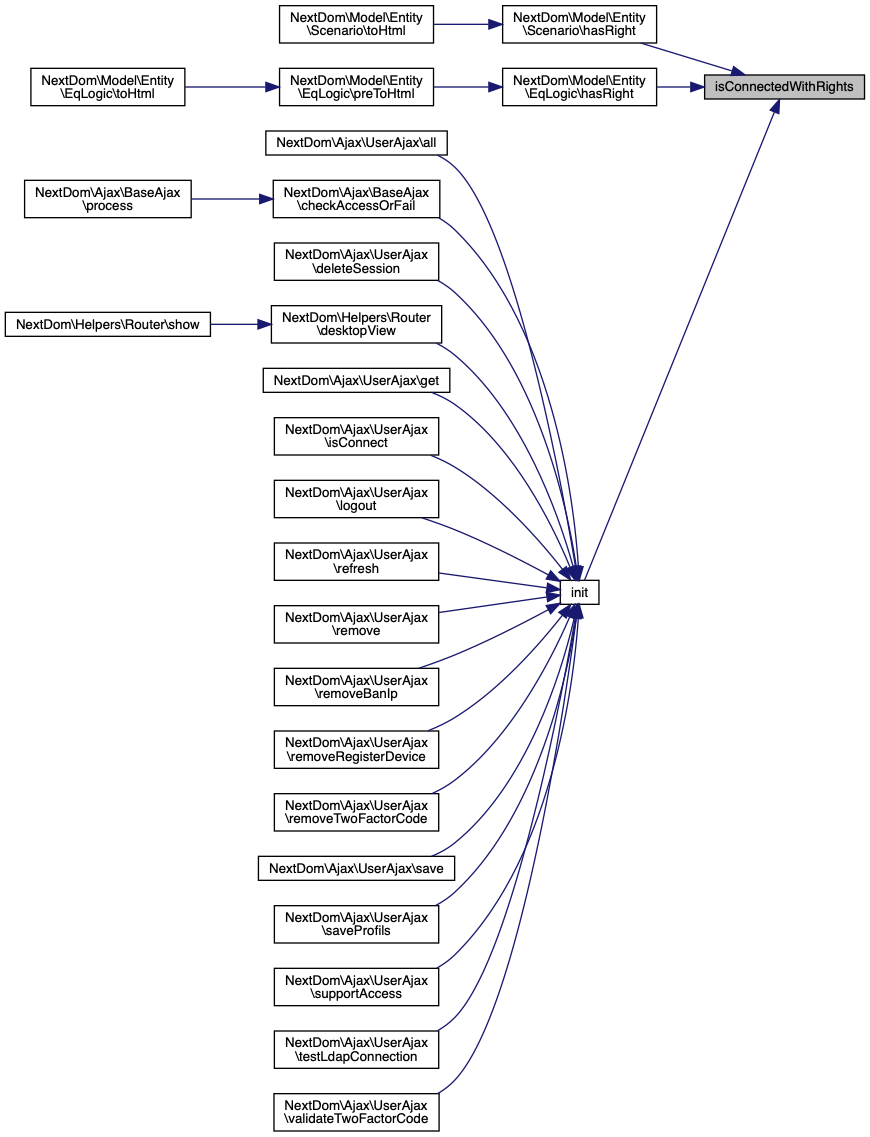 NextDom\Model\Entity
\Scenario\toHtml
NextDom\Model\Entity
\Scenario\hasRight
NextDom\Model\Entity
\EqLogic\toHtml
NextDom\Model\Entity
\EqLogic\preToHtml
NextDom\Model\Entity
\EqLogic\hasRight
isConnectedWithRights
NextDom\Ajax\UserAjax\all
NextDom\Ajax\BaseAjax
\process
NextDom\Ajax\BaseAjax
\checkAccessOrFail
NextDom\Ajax\UserAjax
\deleteSession
NextDom\Helpers\Router\show
NextDom\Helpers\Router
\desktopView
NextDom\Ajax\UserAjax\get
NextDom\Ajax\UserAjax
\isConnect
NextDom\Ajax\UserAjax
\logout
NextDom\Ajax\UserAjax
\refresh
init
NextDom\Ajax\UserAjax
\remove
NextDom\Ajax\UserAjax
\removeBanIp
NextDom\Ajax\UserAjax
\removeRegisterDevice
NextDom\Ajax\UserAjax
\removeTwoFactorCode
NextDom\Ajax\UserAjax\save
NextDom\Ajax\UserAjax
\saveProfils
NextDom\Ajax\UserAjax
\supportAccess
NextDom\Ajax\UserAjax
\testLdapConnection
NextDom\Ajax\UserAjax
\validateTwoFactorCode